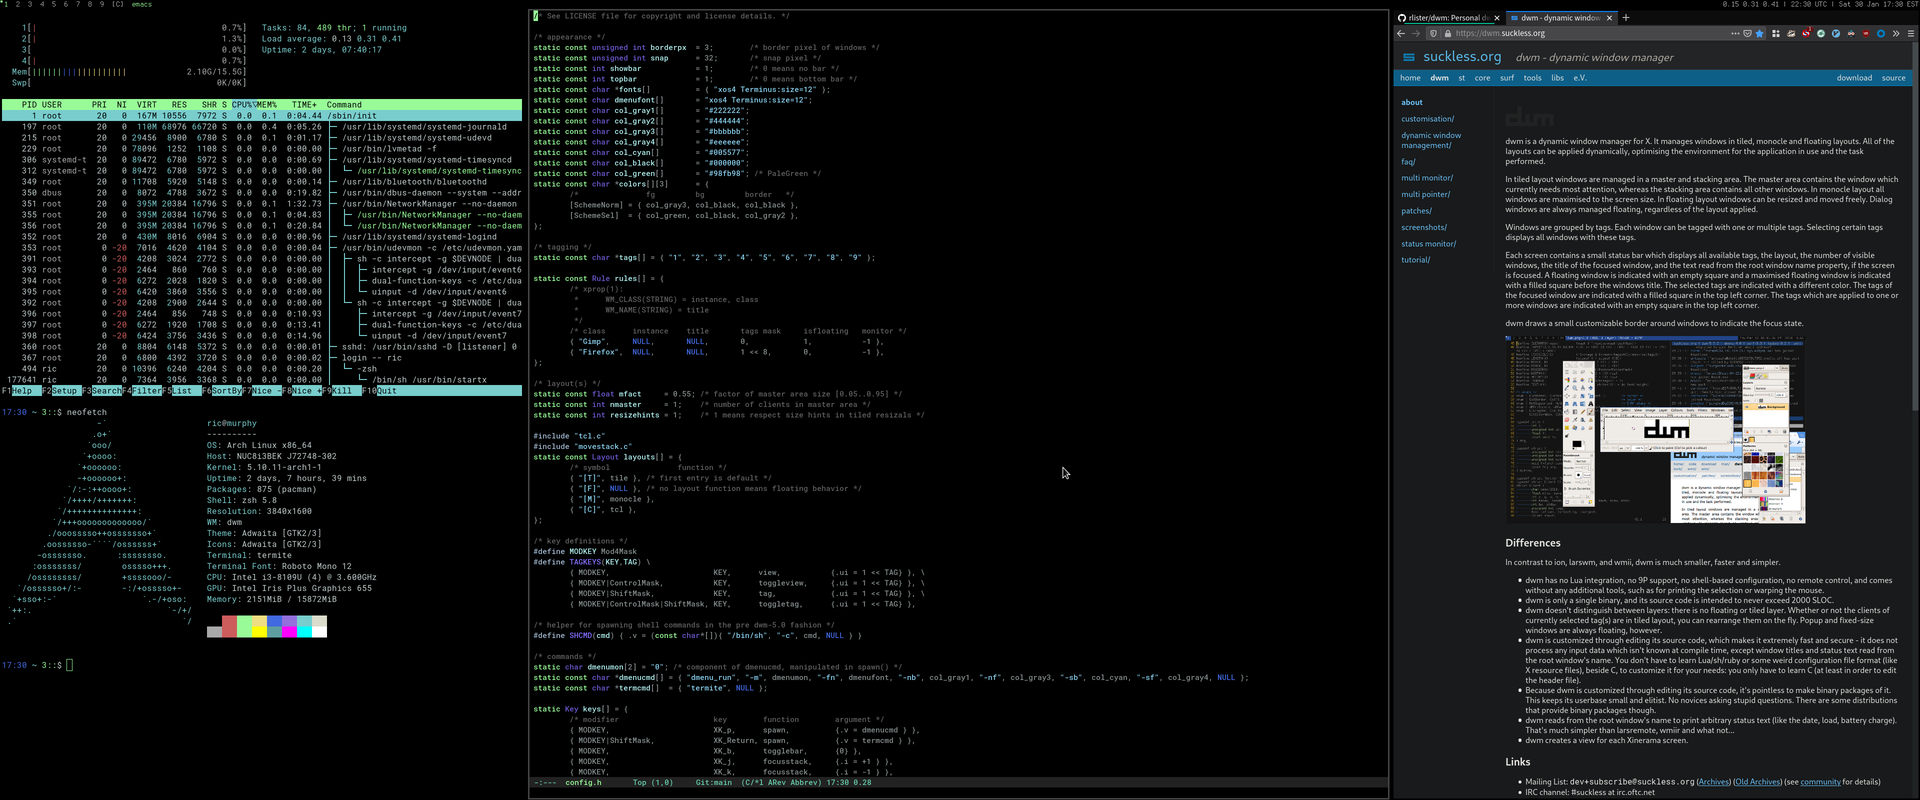 1 2 3 4 5 6 7 8 9 [C] emacs
0.15 0.31 0.41 | 22:30 UTC | Sat 30 Jan 17:30 EST
1[| 0.7%] Tasks: 84, 489 thr; 1 running
2[| 1.3%] Load average: 0.13 0.31 0.41
3[ 0.0%] Uptime: 2 days, 07:40:17
4[| 0.7%]
Mem[||||||||||||||||||||| 2.10G/15.5G]
Swp[ 0K/0K]
PID USER PRI NI VIRT RES SHR S CPU% MEM% TIME+ Command
1 root 20 0 167M 10556 7972 S 0.0 0.1 0:04.44 /sbin/init
197 root 20 0 110M 68976 66720 S 0.0 0.4 0:05.26 /usr/lib/systemd/systemd-journald
215 root 20 0 29456 8900 6780 S 0.0 0.1 0:01.17 /usr/lib/systemd/systemd-udevd
229 root 20 0 78096 1252 1108 S 0.0 0.0 0:00.00 /usr/bin/lvmetad -f
306 systemd-t 20 0 89472 6780 5972 S 0.0 0.0 0:00.69 /usr/lib/systemd/systemd-timesyncd
312 systemd-t 20 0 89472 6780 5972 S 0.0 0.0 0:00.00 /usr/lib/systemd/systemd-timesync
349 root 20 0 11708 5920 5148 S 0.0 0.0 0:00.14 /usr/lib/bluetooth/bluetoothd
350 dbus 20 0 8072 4788 3672 S 0.0 0.0 0:19.82 /usr/bin/dbus-daemon --system --addr
351 root 20 0 395M 20384 16796 S 0.0 0.1 1:32.73 /usr/bin/NetworkManager --no-daemon
355 root 20 0 395M 20384 16796 S 0.0 0.1 0:04.83 /usr/bin/NetworkManager --no-daem
356 root 20 0 395M 20384 16796 S 0.0 0.1 0:20.84 /usr/bin/NetworkManager --no-daem
352 root 20 0 430M 8016 6904 S 0.0 0.0 0:00.96 /usr/lib/systemd/systemd-logind
353 root 0 -20 7016 4620 4104 S 0.0 0.0 0:00.04 /usr/bin/udevmon -c /etc/udevmon.yam
391 root 0 -20 4208 3024 2772 S 0.0 0.0 0:00.00 sh -c intercept -g $DEVNODE | dua
393 root 0 -20 2464 860 760 S 0.0 0.0 0:00.00 intercept -g /dev/input/event6
394 root 0 -20 6272 2028 1820 S 0.0 0.0 0:00.00 dual-function-keys -c /etc/dua
395 root 0 -20 6420 3860 3556 S 0.0 0.0 0:00.00 uinput -d /dev/input/event6
392 root 0 -20 4208 2900 2644 S 0.0 0.0 0:00.00 sh -c intercept -g $DEVNODE | dua
396 root 0 -20 2464 856 748 S 0.0 0.0 0:10.93 intercept -g /dev/input/event7
397 root 0 -20 6272 1920 1708 S 0.0 0.0 0:13.41 dual-function-keys -c /etc/dua
398 root 0 -20 6424 3756 3436 S 0.0 0.0 0:14.96 uinput -d /dev/input/event7
360 root 20 0 8804 6148 5372 S 0.0 0.0 0:00.01 sshd: /usr/bin/sshd -D [listener] 0
367 root 20 0 6800 4392 3720 S 0.0 0.0 0:00.02 login -- ric
494 ric 20 0 10396 6240 4204 S 0.0 0.0 0:00.20 -zsh
177641 ric 20 0 7364 3956 3368 S 0.0 0.0 0:00.00 /bin/sh /usr/bin/startx
F1Help F2Setup F3Search F4Filter F5List F6SortBy F7Nice - F8Nice + F9Kill F10Quit
17:30 ~ 3::$ neofetch
ric@murphy
----------
OS: Arch Linux x86_64
Host: NUC8i3BEK J72748-302
Kernel: 5.10.11-arch1-1
Uptime: 2 days, 7 hours, 39 mins
Packages: 875 (pacman)
Shell: zsh 5.8
Resolution: 3840x1600
WM: dwm
Theme: Adwaita [GTK2/3]
Icons: Adwaita [GTK2/3]
Terminal: termite
Terminal Font: Roboto Mono 12
CPU: Intel i3-8109U (4) @ 3.600GHz
GPU: Intel Iris Plus Graphics 655
Memory: 2151MiB / 15872MiB
17:30 ~ 3::$
/* See LICENSE file for copyright and license details. */
/* appearance */
static const unsigned int borderpx = 3; /* border pixel of windows */
static const unsigned int snap = 32; /* snap pixel */
static const int showbar = 1; /* 0 means no bar */
static const int topbar = 1; /* 0 means bottom bar */
static const char *fonts[] = { "xos4 Terminus:size=12" };
static const char dmenufont[] = "xos4 Terminus:size=12";
static const char col_gray1[] = "#222222";
static const char col_gray2[] = "#444444";
static const char col_gray3[] = "#bbbbbb";
static const char col_gray4[] = "#eeeeee";
static const char col_cyan[] = "#005577";
static const char col_black[] = "#000000";
static const char col_green[] = "#98fb98"; /* PaleGreen */
static const char *colors[][3] = {
/* fg bg border */
[SchemeNorm] = { col_gray3, col_black, col_black },
[SchemeSel] = { col_green, col_black, col_gray2 },
};
/* tagging */
static const char *tags[] = { "1", "2", "3", "4", "5", "6", "7", "8", "9" };
static const Rule rules[] = {
/* xprop(1):
* WM_CLASS(STRING) = instance, class
* WM_NAME(STRING) = title
*/
/* class instance title tags mask isfloating monitor */
{ "Gimp", NULL, NULL, 0, 1, -1 },
{ "Firefox", NULL, NULL, 1 << 8, 0, -1 },
};
/* layout(s) */
static const float mfact = 0.55; /* factor of master area size [0.05..0.95] */
static const int nmaster = 1; /* number of clients in master area */
static const int resizehints = 1; /* 1 means respect size hints in tiled resizals */
#include "tcl.c"
#include "movestack.c"
static const Layout layouts[] = {
/* symbol function */
{ "[T]", tile }, /* first entry is default */
{ "[F]", NULL }, /* no layout function means floating behavior */
{ "[M]", monocle },
{ "[C]", tcl },
};
/* key definitions */
#define MODKEY Mod4Mask
#define TAGKEYS(KEY,TAG) \
{ MODKEY, KEY, view, {.ui = 1 << TAG} }, \
{ MODKEY|ControlMask, KEY, toggleview, {.ui = 1 << TAG} }, \
{ MODKEY|ShiftMask, KEY, tag, {.ui = 1 << TAG} }, \
{ MODKEY|ControlMask|ShiftMask, KEY, toggletag, {.ui = 1 << TAG} },
/* helper for spawning shell commands in the pre dwm-5.0 fashion */
#define SHCMD(cmd) { .v = (const char*[]){ "/bin/sh", "-c", cmd, NULL } }
/* commands */
static char dmenumon[2] = "0"; /* component of dmenucmd, manipulated in spawn() */
static const char *dmenucmd[] = { "dmenu_run", "-m", dmenumon, "-fn", dmenufont, "-nb", col_gray1, "-nf", col_gray3, "-sb", col_cyan, "-sf", col_gray4, NULL };
static const char *termcmd[] = { "termite", NULL };
static Key keys[] = {
/* modifier key function argument */
{ MODKEY, XK_p, spawn, {.v = dmenucmd } },
{ MODKEY|ShiftMask, XK_Return, spawn, {.v = termcmd } },
{ MODKEY, XK_b, togglebar, {0} },
{ MODKEY, XK_j, focusstack, {.i = +1 } },
{ MODKEY, XK_k, focusstack, {.i = -1 } },
-:--- config.h Top (1,0) Git:main (C/*l ARev Abbrev) 17:30 0.28
rlister/dwm: Personal d
dwm - dynamic window
https://dwm.suckless.org
suckless.org dwm - dynamic window manager
home dwm st core surf tools libs e.V. download source
about
customisation/
dynamic window management/
faq/
multi monitor/
multi pointer/
patches/
screenshots/
status monitor/
tutorial/
dwm
dwm is a dynamic window manager for X. It manages windows in tiled, monocle and floating layouts. All of the
layouts can be applied dynamically, optimising the environment for the application in use and the task
performed.
In tiled layout windows are managed in a master and stacking area. The master area contains the window which
currently needs most attention, whereas the stacking area contains all other windows. In monocle layout all
windows are maximised to the screen size. In floating layout windows can be resized and moved freely. Dialog
windows are always managed floating, regardless of the layout applied.
Windows are grouped by tags. Each window can be tagged with one or multiple tags. Selecting certain tags
displays all windows with these tags.
Each screen contains a small status bar which displays all available tags, the layout, the number of visible
windows, the title of the focused window, and the text read from the root window name property, if the screen
is focused. A floating window is indicated with an empty square and a maximised floating window is indicated
with a filled square before the windows title. The selected tags are indicated with a different color. The tags of
the focused window are indicated with a filled square in the top left corner. The tags which are applied to one or
more windows are indicated with an empty square in the top left corner.
dwm draws a small customizable border around windows to indicate the focus state.
dwm
Differences
In contrast to ion, larswm, and wmii, dwm is much smaller, faster and simpler.
• dwm has no Lua integration, no 9P support, no shell-based configuration, no remote control, and comes
without any additional tools, such as for printing the selection or warping the mouse.
• dwm is only a single binary, and its source code is intended to never exceed 2000 SLOC.
• dwm doesn't distinguish between layers: there is no floating or tiled layer. Whether or not the clients of
currently selected tag(s) are in tiled layout, you can rearrange them on the fly. Popup and fixed-size
windows are always floating, however.
• dwm is customized through editing its source code, which makes it extremely fast and secure - it does not
process any input data which isn't known at compile time, except window titles and status text read from
the root window's name. You don't have to learn Lua/sh/ruby or some weird configuration file format (like
X resource files), beside C, to customize it for your needs: you only have to learn C (at least in order to edit
the header file).
• Because dwm is customized through editing its source code, it's pointless to make binary packages of it.
This keeps its userbase small and elitist. No novices asking stupid questions. There are some distributions
that provide binary packages though.
• dwm reads from the root window's name to print arbitrary status text (like the date, load, battery charge).
That's much simpler than larsremote, wmiir and what not...
• dwm creates a view for each Xinerama screen.
Links
• Mailing List: dev+subscribe@suckless.org (Archives) (Old Archives) (see community for details)
• IRC channel: #suckless at irc.oftc.net